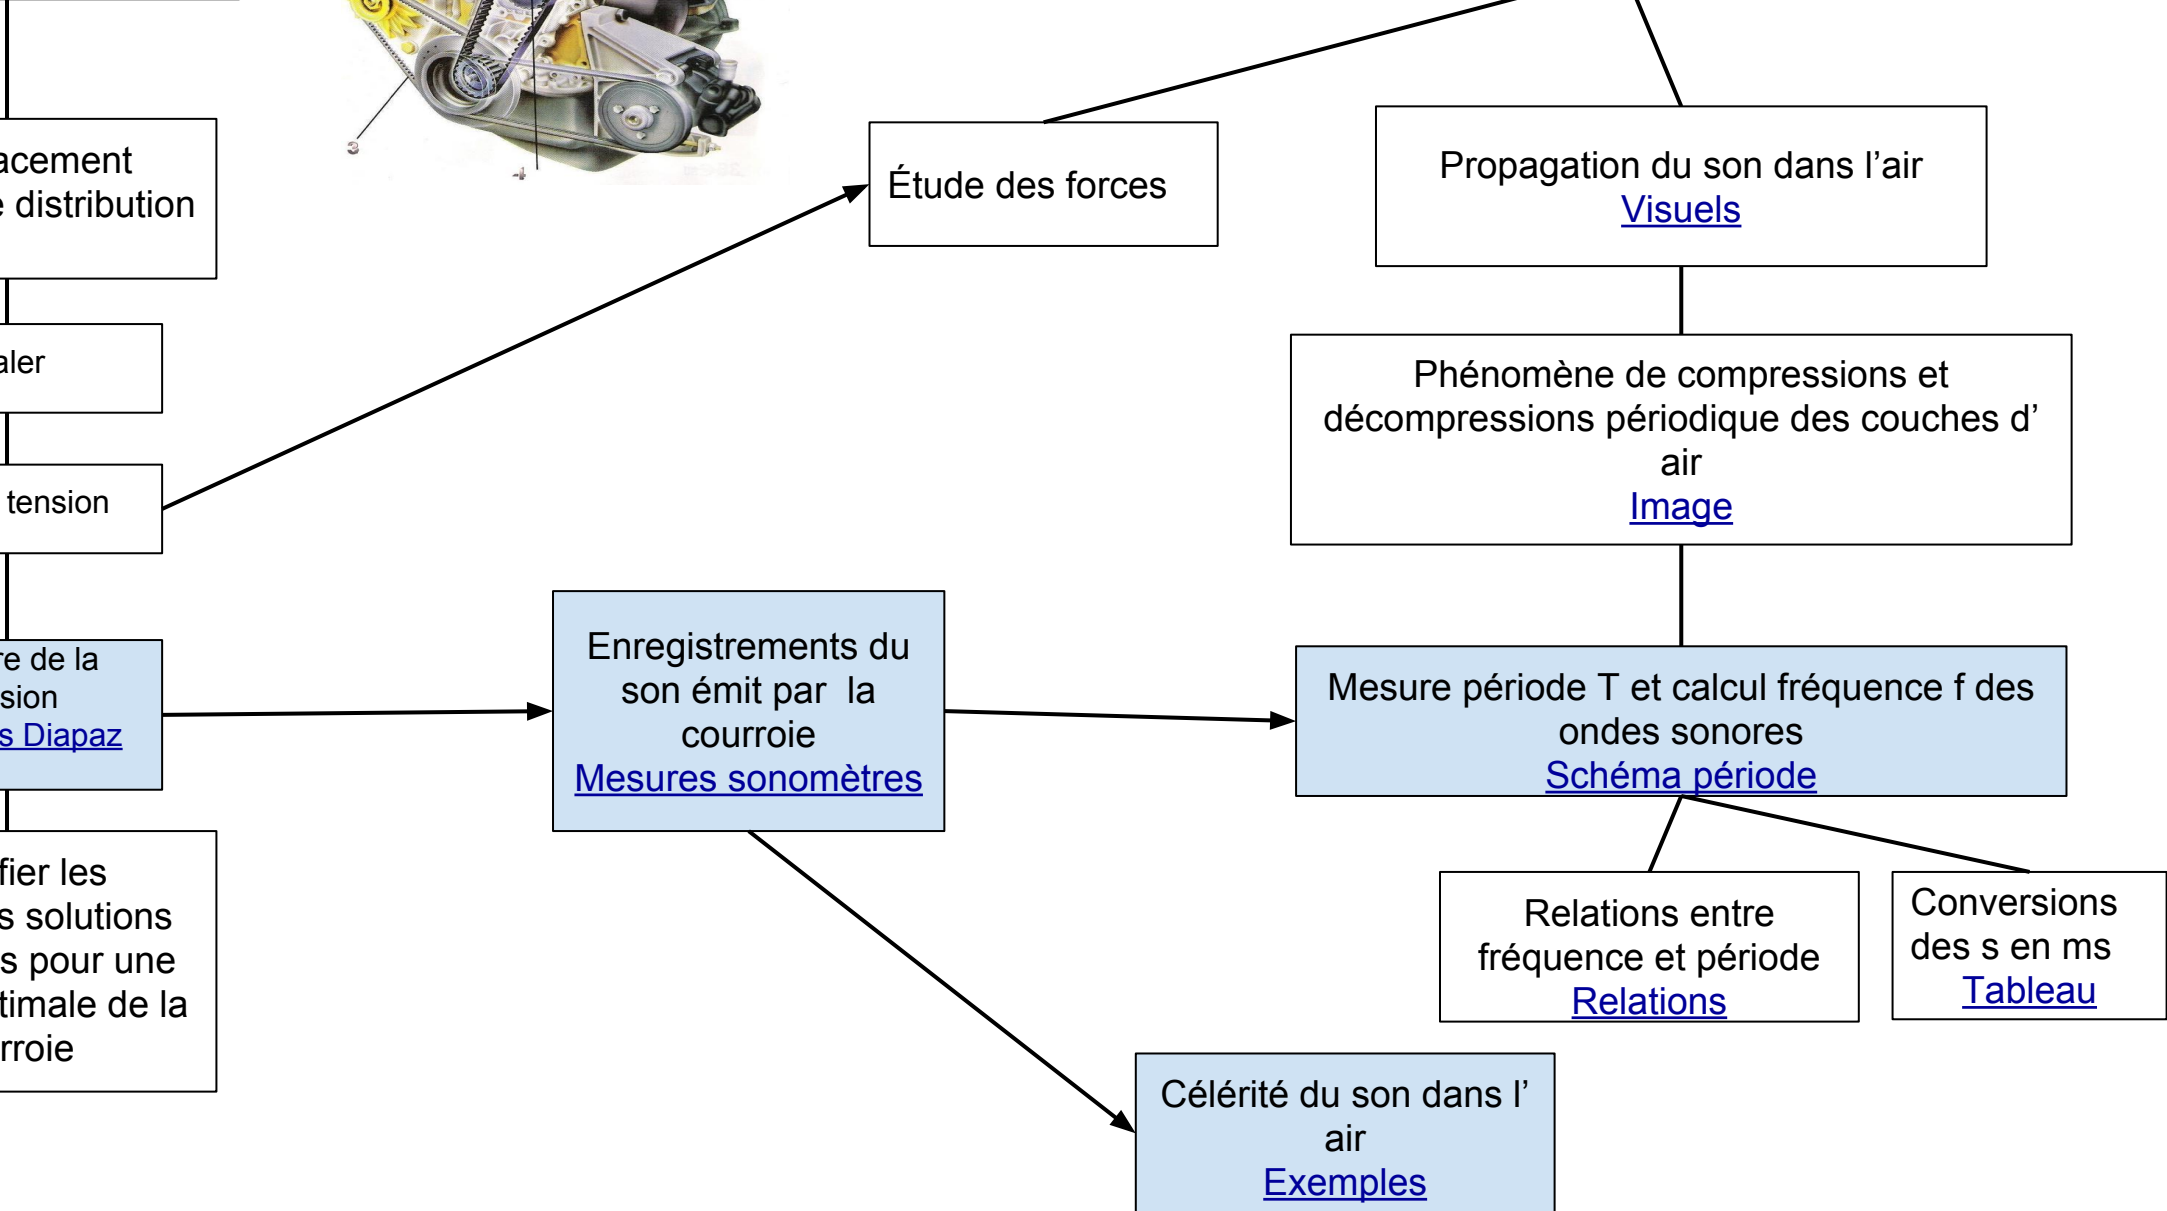 3
4
acement
e distribution
aler
tension
re de la
sion
s Diapaz
fier les
s solutions
s pour une
timale de la
rroie
Étude des forces
Enregistrements du
son émit par  la
courroie
Mesures sonomètres
Propagation du son dans l’air
Visuels
Phénomène de compressions et
décompressions périodique des couches d’
air
Image
Mesure période T et calcul fréquence f des
ondes sonores
Schéma période
Relations entre
fréquence et période
Relations
Conversions
des s en ms
Tableau
Célérité du son dans l’
air
Exemples